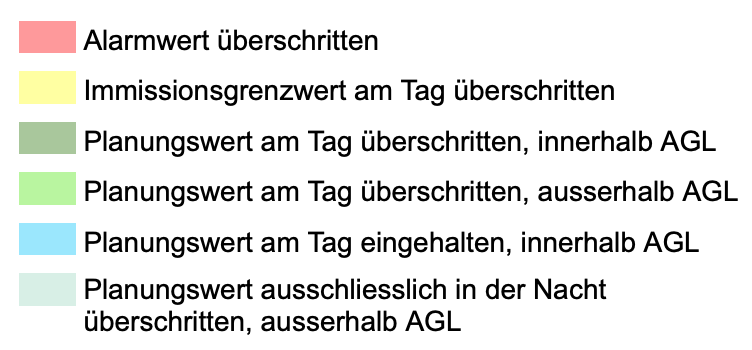 Alarmwert überschritten
Immissionsgrenzwert am Tag überschritten
Planungswert am Tag überschritten, innerhalb AGL
Planungswert am Tag überschritten, ausserhalb AGL
Planungswert am Tag eingehalten, innerhalb AGL
Planungswert ausschliesslich in der Nacht
überschritten, ausserhalb AGL